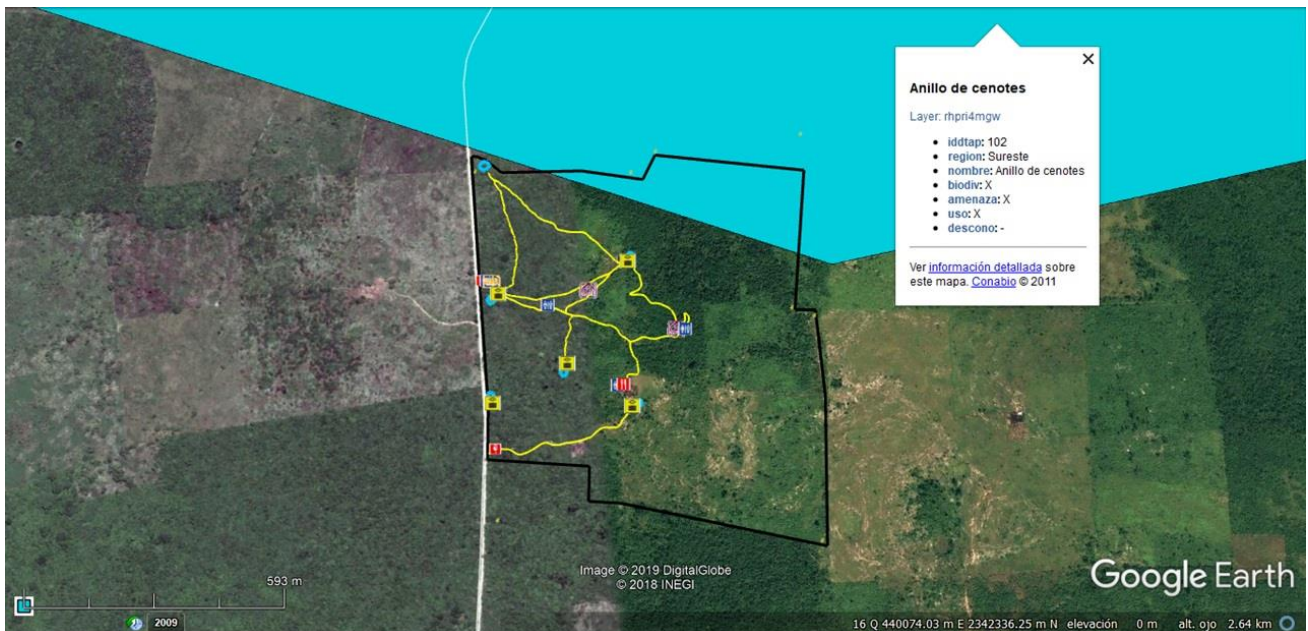 Anillo de cenotes
Layer: rhpri4mgw
iddtap: 102
region: Sureste
nombre: Anillo de cenotes
biodiv: X
amenaza: X
uso: X
descono: -
Ver información detallada sobre
este mapa. Conabio © 2011
593 m
Image © 2019 DigitalGlobe
© 2018 INEGI
Google Earth
2009
16 Q 440074.03 m E 2342336.25 m N elevación 0 m alt. ojo 2.64 km